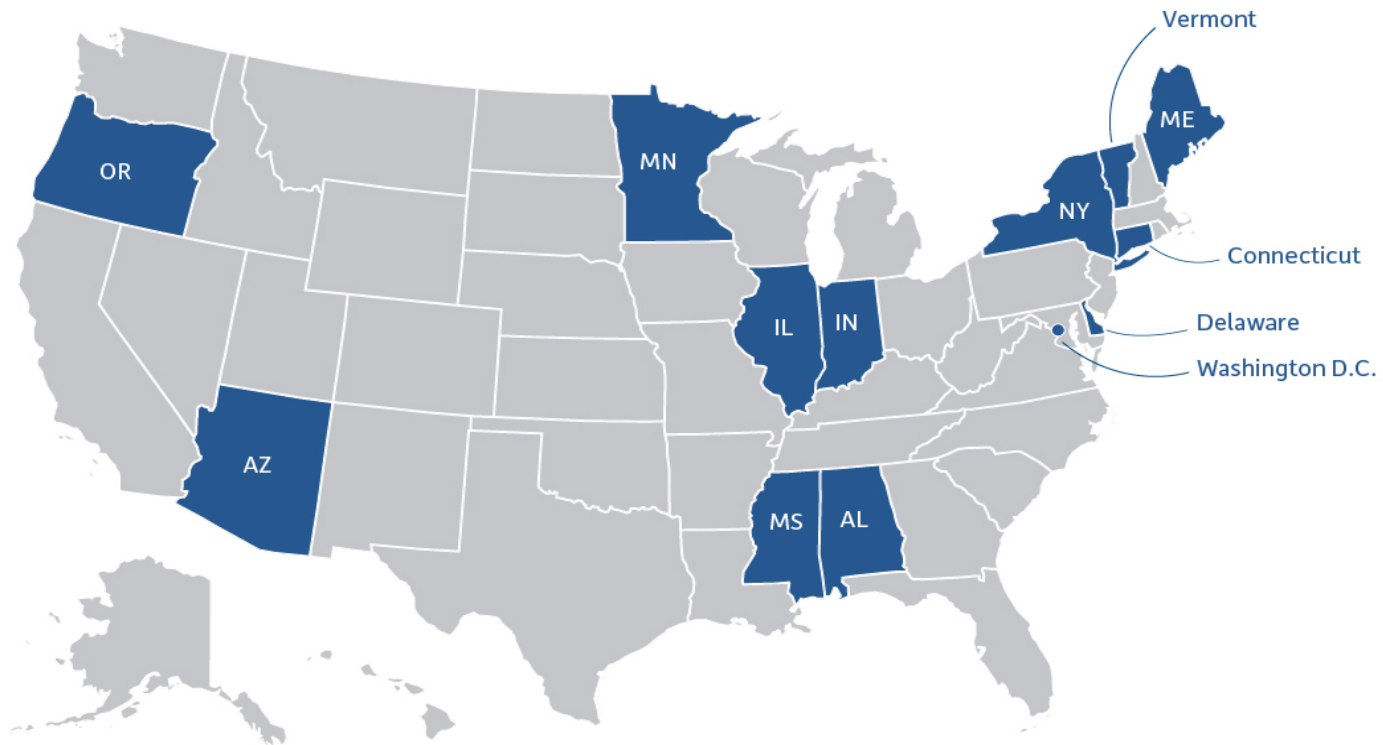 Vermont
ME
OR
MN
NY
Connecticut
IL
IN
Delaware
Washington D.C.
AZ
MS
AL